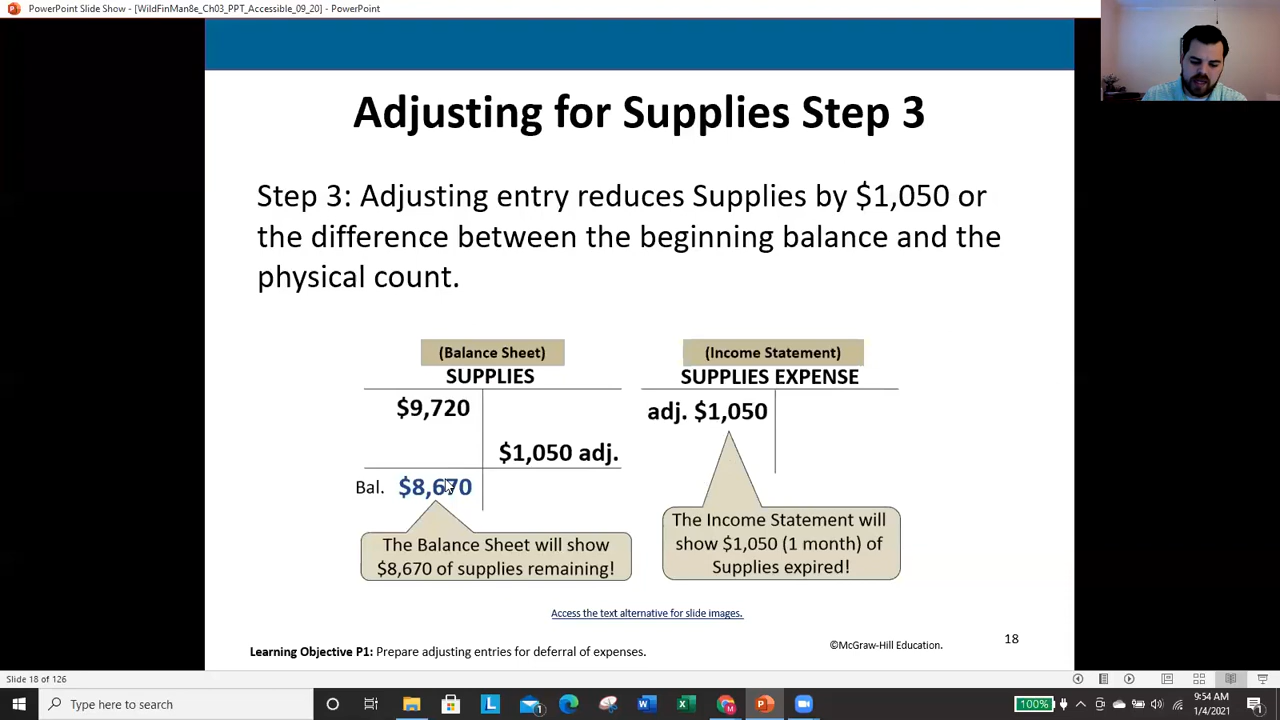 PowerPoint Slide Show - [WildFinMan8e_Ch03_PPT_Accessible_09_20] - PowerPoint
Adjusting for Supplies Step 3
Step 3: Adjusting entry reduces Supplies by $1,050 or
the difference between the beginning balance and the
physical count.
(Balance Sheet)
SUPPLIES
$9,720
$1,050 adj.
Bal. $8,670
The Balance Sheet will show
$8,670 of supplies remaining!
(Income Statement)
SUPPLIES EXPENSE
adj. $1,050
The Income Statement will
show $1,050 (1 month) of
Supplies expired!
Access the text alternative for slide images.
Learning Objective P1: Prepare adjusting entries for deferral of expenses.
©McGraw-Hill Education.
18
Slide 18 of 126
Type here to search
100%
9:54 AM
1/4/2021